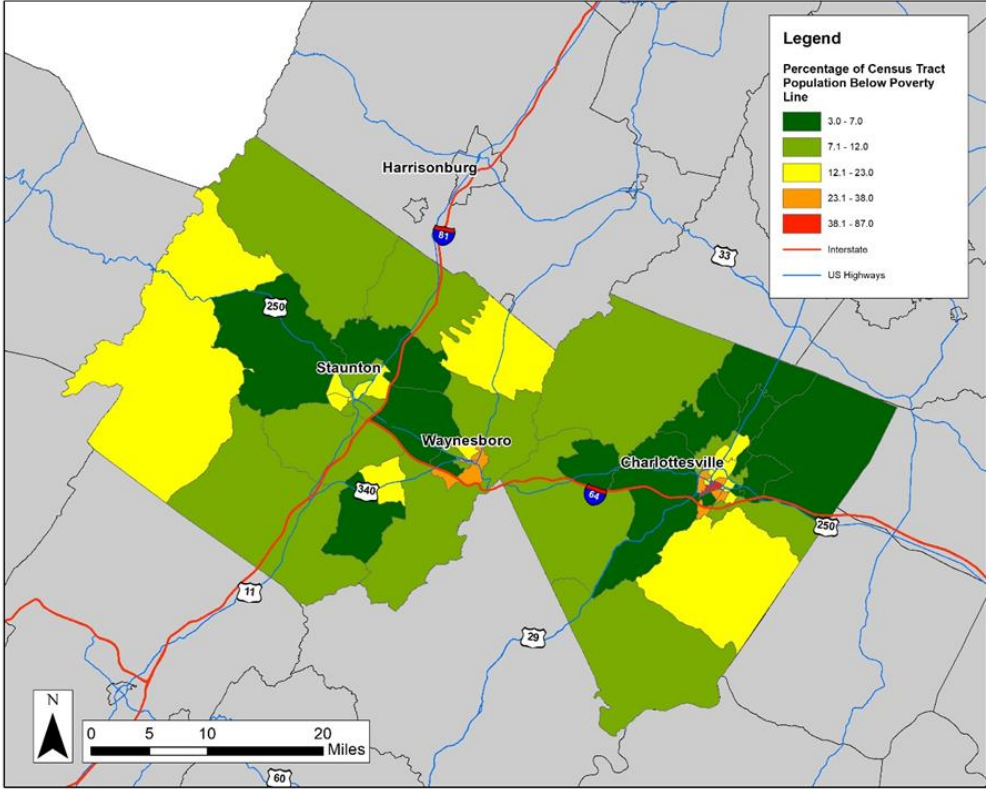 Legend
Percentage of Census Tract
Population Below Poverty
Line
3.0 - 7.0
7.1 - 12.0
12.1 - 23.0
23.1 - 38.0
38.1 - 87.0
Interstate
US Highways
Harrisonburg
81
33
250
Staunton
Waynesboro
Charlottesville
340
64
250
11
29
N
0 5 10 20
Miles
60